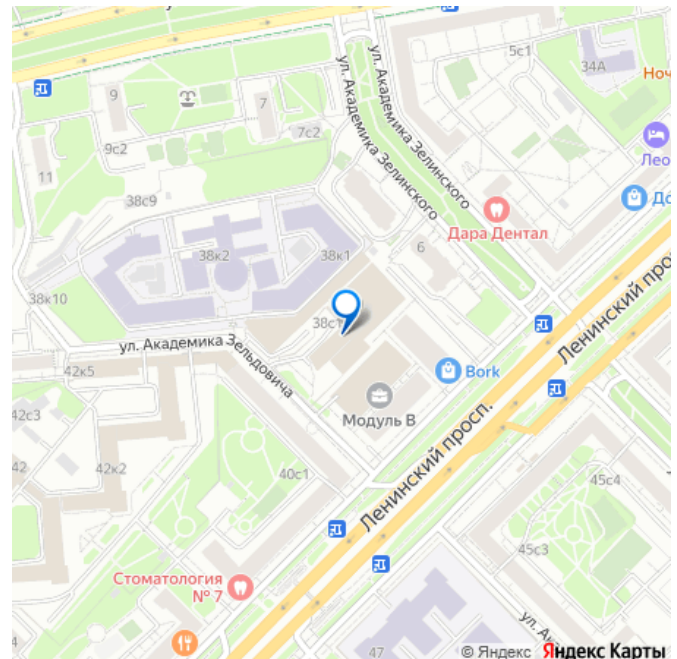 5с1
34А
Ноч
9
7
7с2
9с2
11
38с9
ул. Академика Зелинского
ул. Академика Зелинского
Лео
Дара Дентал
6
38к2
38к1
38к10
38с1
ул. Академика Зельдовича
42к5
Bork
Ленинский просп.
Модуль В
42с3
42
42к2
40с1
Ленинский просп.
45с4
45с3
Стоматология
№ 7
4
47
© Яндекс Яндекс Карты